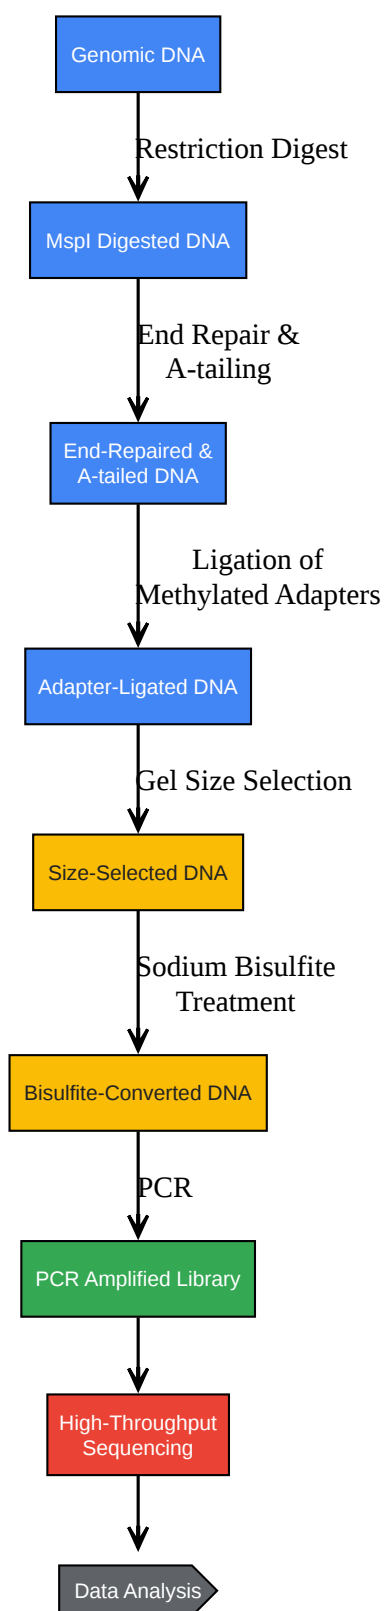 Genomic DNA
Restriction Digest
MspI Digested DNA
End Repair &
A-tailing
End-Repaired &
A-tailed DNA
Ligation of
Methylated Adapters
Adapter-Ligated DNA
Gel Size Selection
Size-Selected DNA
Sodium Bisulfite
Treatment
Bisulfite-Converted DNA
PCR
PCR Amplified Library
High-Throughput
Sequencing
Data Analysis